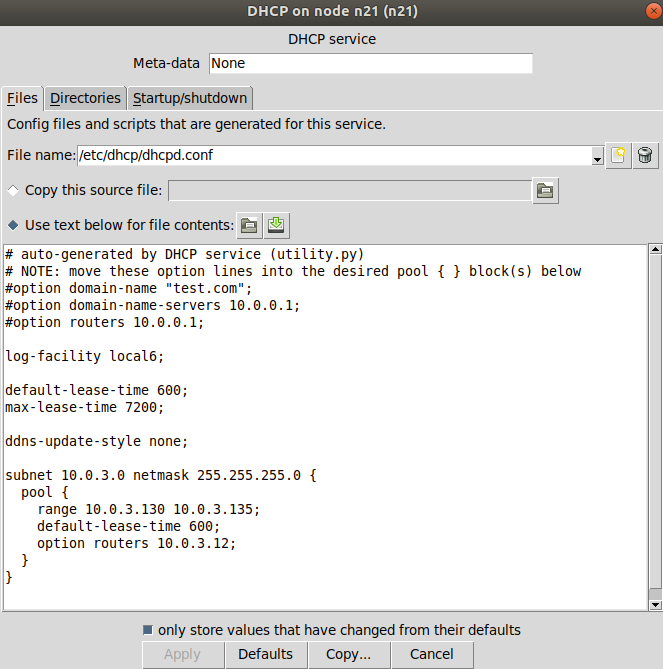 DHCP on node n21 (n21)
DHCP service
Meta-data None
Files Directories Startup/shutdown
Config files and scripts that are generated for this service.
File name: /etc/dhcp/dhcpd.conf
Copy this source file:
Use text below for file contents:
# auto-generated by DHCP service (utility.py)
# NOTE: move these option lines into the desired pool { } block(s) below
#option domain-name "test.com";
#option domain-name-servers 10.0.0.1;
#option routers 10.0.0.1;
log-facility local6;
default-lease-time 600;
max-lease-time 7200;
ddns-update-style none;
subnet 10.0.3.0 netmask 255.255.255.0 {
pool {
range 10.0.3.130 10.0.3.135;
default-lease-time 600;
option routers 10.0.3.12;
}
}
only store values that have changed from their defaults
Apply Defaults Copy... Cancel